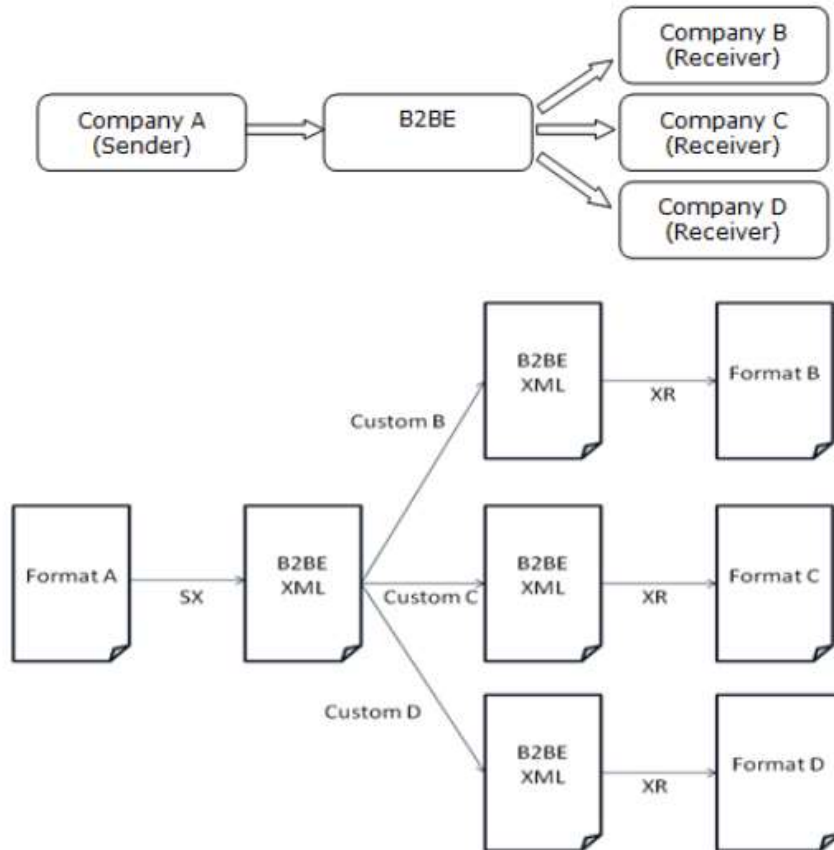 Company B
(Receiver)
Company A
(Sender)
B2BE
Company C
(Receiver)
Company D
(Receiver)
B2BE
XML
XR
Format B
Custom B
Format A
SX
B2BE
XML
Custom C
B2BE
XML
XR
Format C
Custom D
B2BE
XML
XR
Format D